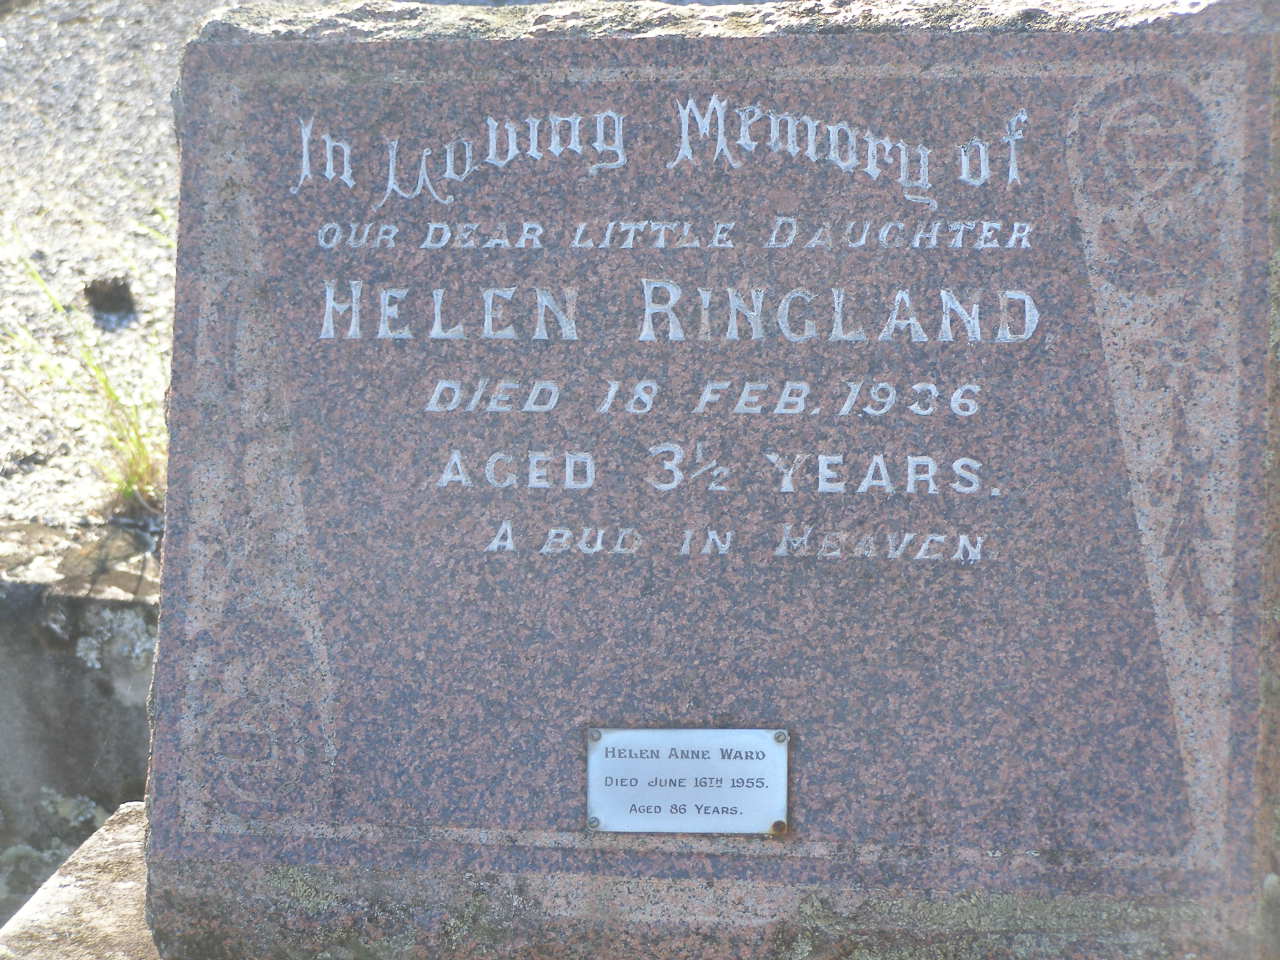 In Loving Memory of
OUR DEAR LITTLE DAUGHTER
HELEN RINGLAND
DIED 18 FEB. 1936
AGED 3½ YEARS.
A BUD IN HEAVEN
HELEN ANNE WARD
DIED JUNE 16TH 1955.
AGED 86 YEARS.